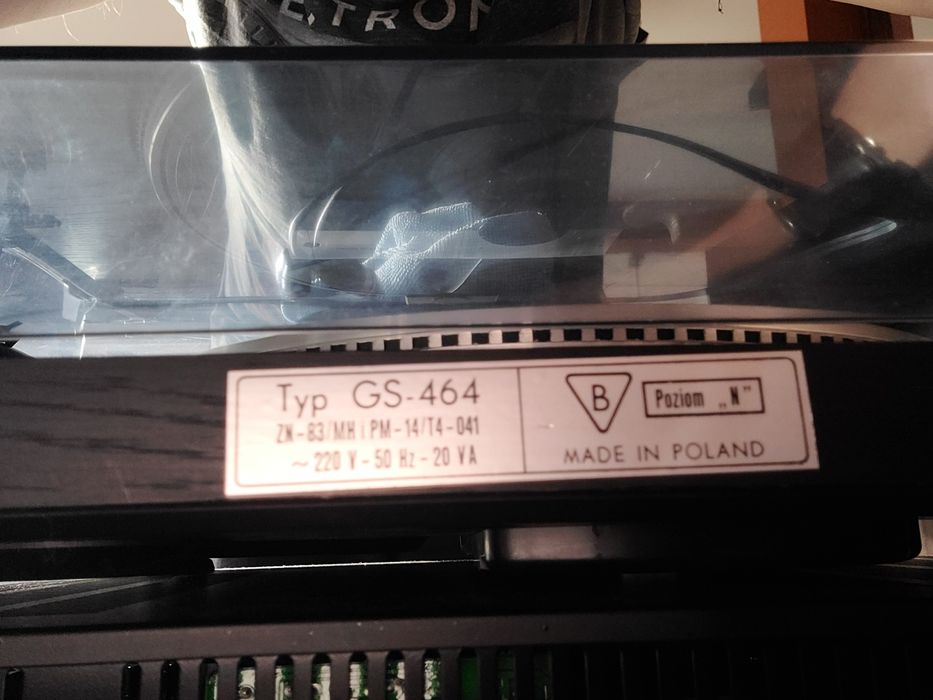 Typ GS-464
ZN-83/MH i PM-14/T4-041
~ 220 V - 50 Hz - 20 VA
B
Poziom „N”
MADE IN POLAND